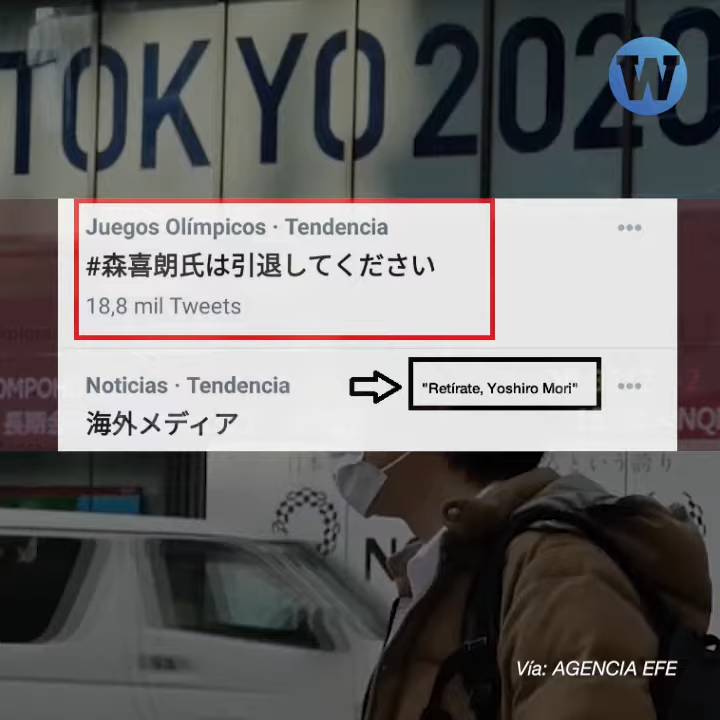 TOKYO 2020
W
Juegos Olímpicos · Tendencia
#森喜朗氏は引退してください
18,8 mil Tweets
Noticias · Tendencia
"Retírate, Yoshiro Mori"
海外メディア
Vía: AGENCIA EFE